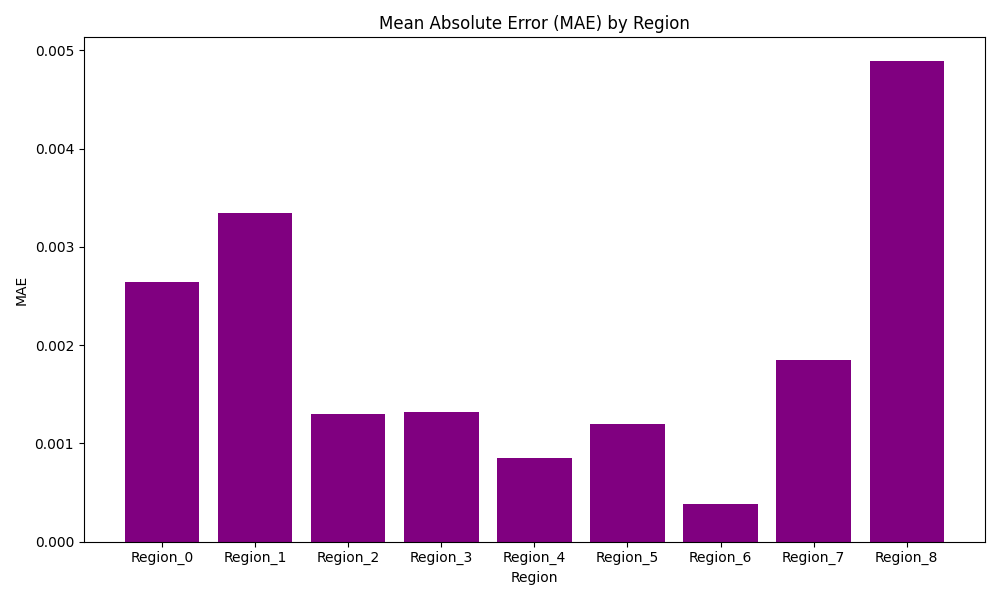 Mean Absolute Error (MAE) by Region
MAE
0.005
0.004
0.003
0.002
0.001
0.000
Region_0 Region_1 Region_2 Region_3 Region_4 Region_5 Region_6 Region_7 Region_8
Region